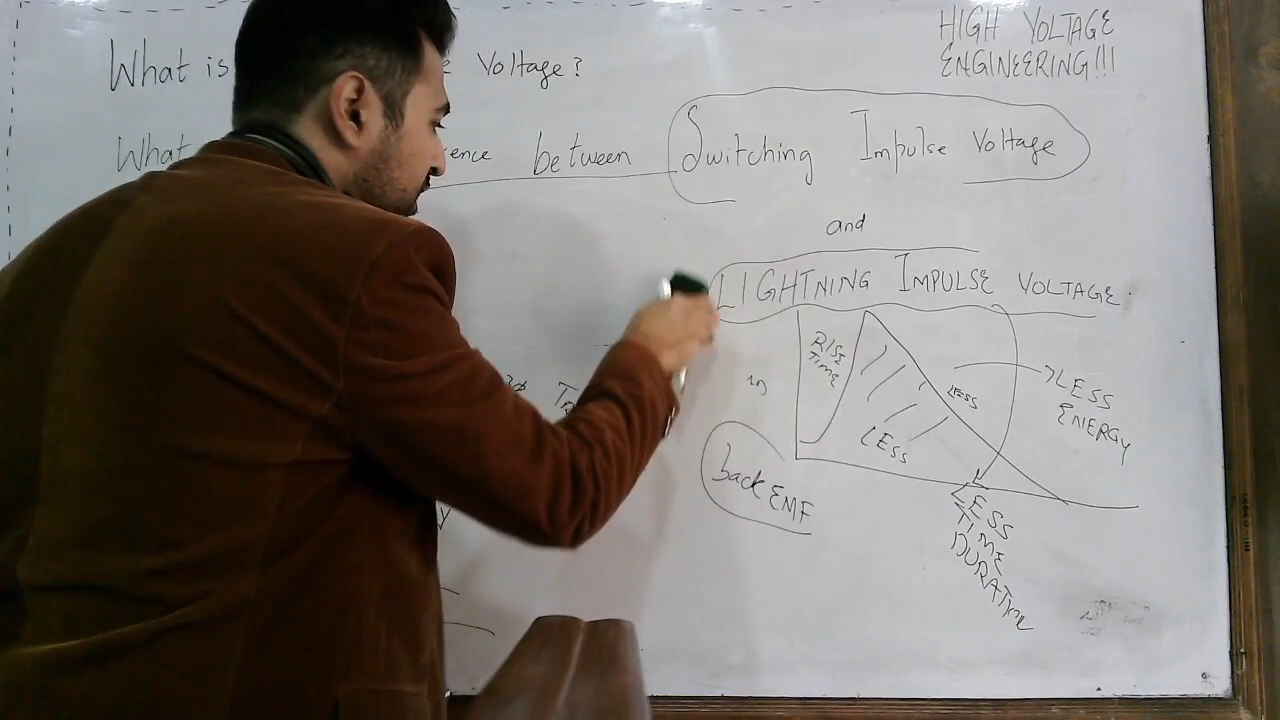 HIGH VOLTAGE
ENGINEERING!!!
What is Voltage?
What between Switching Impulse Voltage
and
LIGHTNING IMPULSE VOLTAGE.
RISE
TIME
LESS
LESS
LESS
ENERGY
back EMF
LESS
TIME